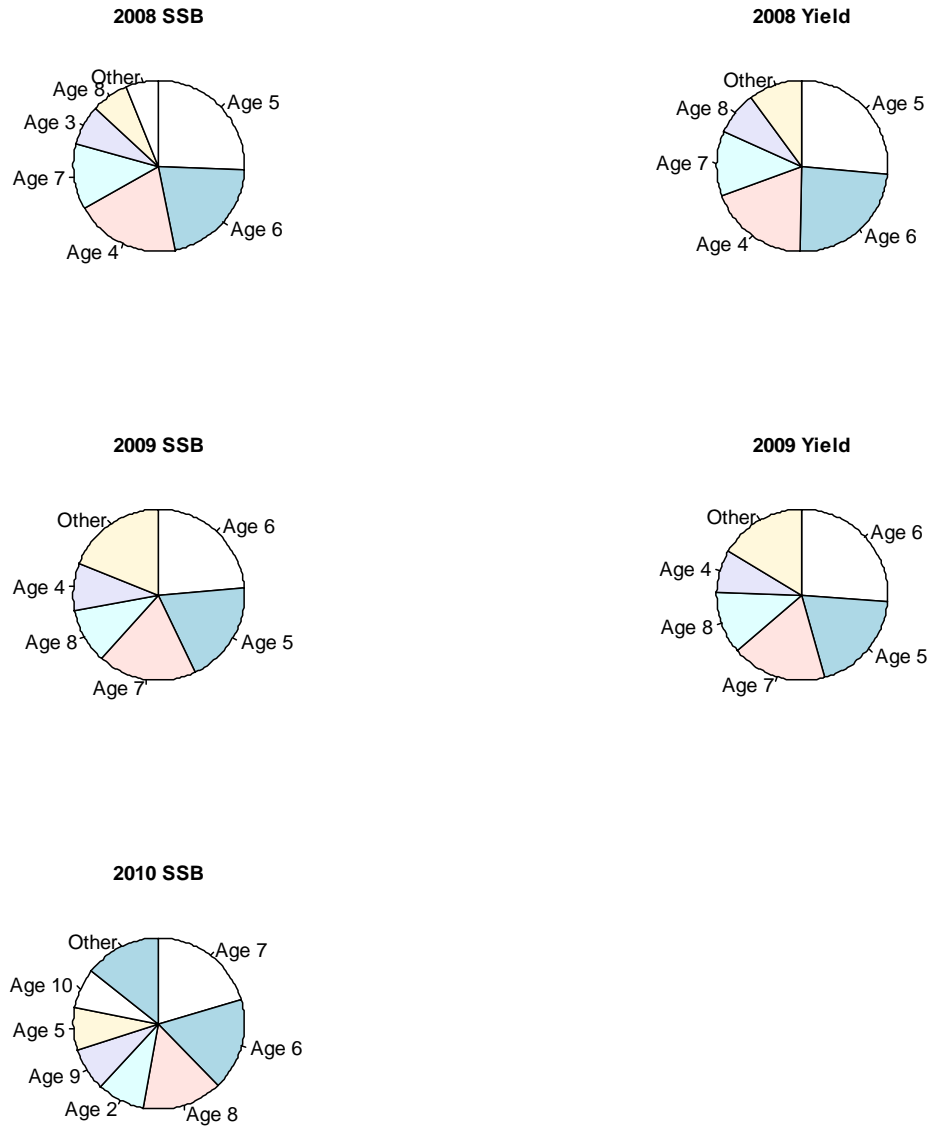 2008 SSB
Other
Age 8
Age 5
Age 3
Age 7
Age 6
Age 4
2008 Yield
Other
Age 5
Age 8
Age 7
Age 6
Age 4
2009 SSB
Other
Age 6
Age 4
Age 8
Age 5
Age 7
2009 Yield
Other
Age 6
Age 4
Age 8
Age 5
Age 7
2010 SSB
Other
Age 7
Age 10
Age 5
Age 6
Age 9
Age 2
Age 8